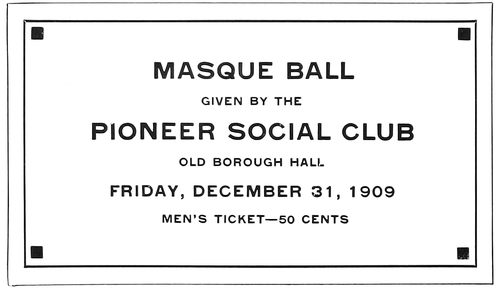 MASQUE BALL
GIVEN BY THE
PIONEER SOCIAL CLUB
OLD BOROUGH HALL
FRIDAY, DECEMBER 31, 1909
MEN'S TICKET—50 CENTS